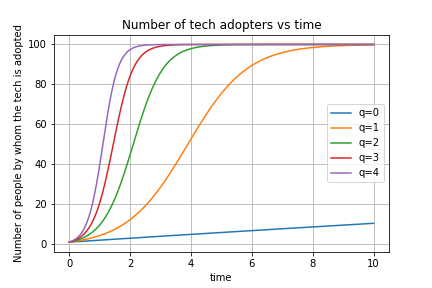 Number of tech adopters vs time
Number of people by whom the tech is adopted
100
80
60
40
20
0
q=0
q=1
q=2
q=3
q=4
0 2 4 6 8 10
time